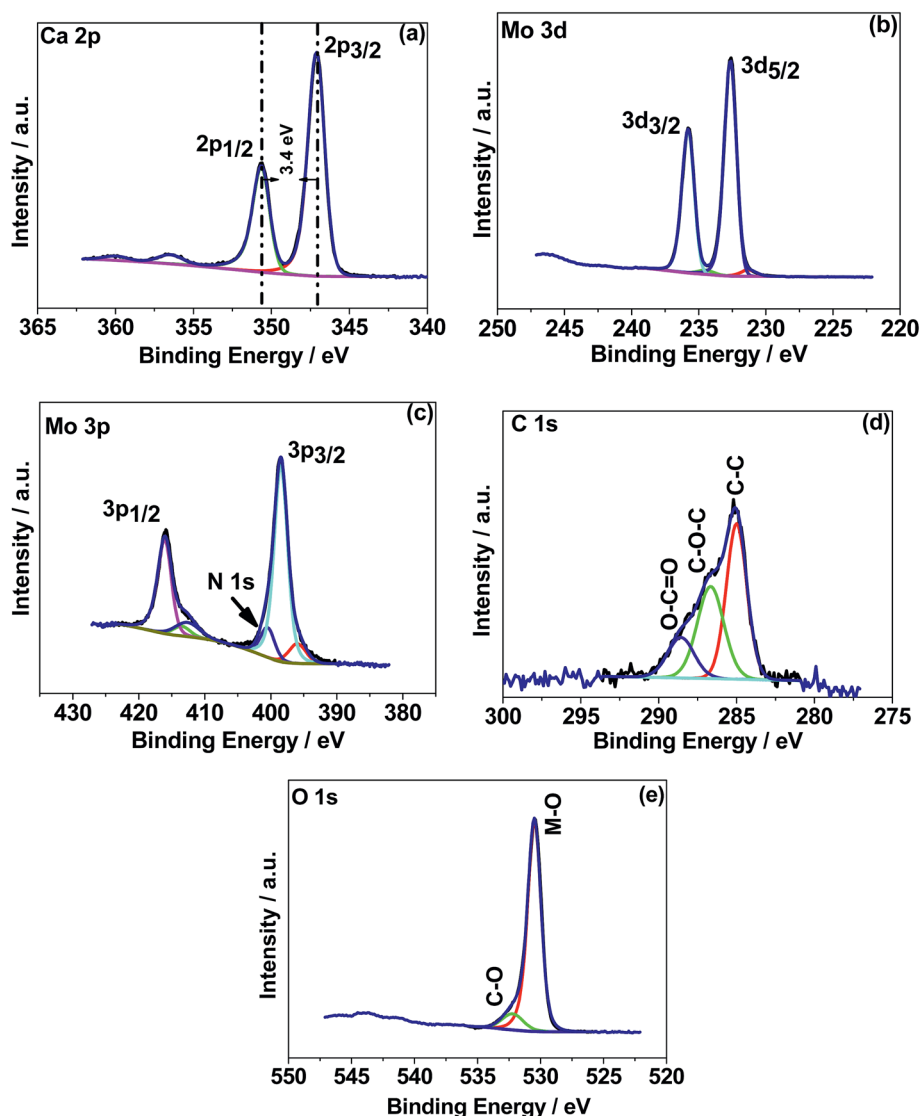 Ca 2p
(a)
2p3/2
2p1/2
3.4 eV
Intensity / a.u.
365 360 355 350 345 340
Binding Energy / eV
Mo 3d
(b)
3d5/2
3d3/2
Intensity / a.u.
250 245 240 235 230 225 220
Binding Energy / eV
Mo 3p
(c)
3p3/2
3p1/2
N 1s
Intensity / a.u.
430 420 410 400 390 380
Binding Energy / eV
C 1s
(d)
C-C
C-O-C
O-C=O
Intensity / a.u.
300 295 290 285 280 275
Binding Energy / eV
O 1s
(e)
M-O
C-O
Intensity / a.u.
550 545 540 535 530 525 520
Binding Energy / eV